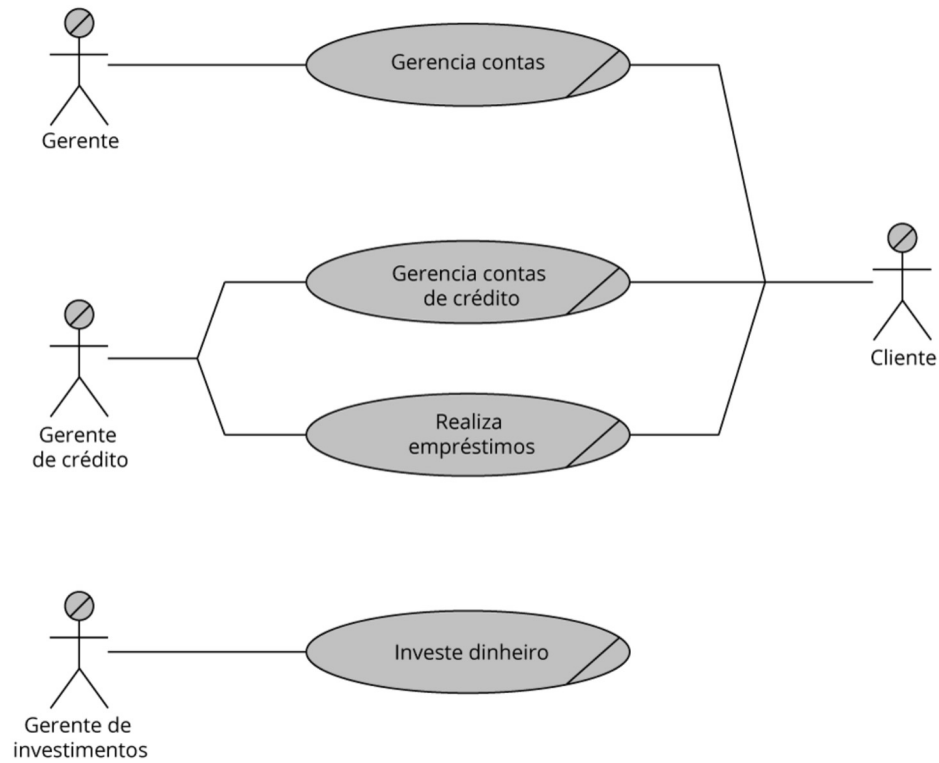 Gerencia contas
Gerente
Gerencia contas
de crédito
Cliente
Realiza
empréstimos
Gerente
de crédito
Investe dinheiro
Gerente de
investimentos